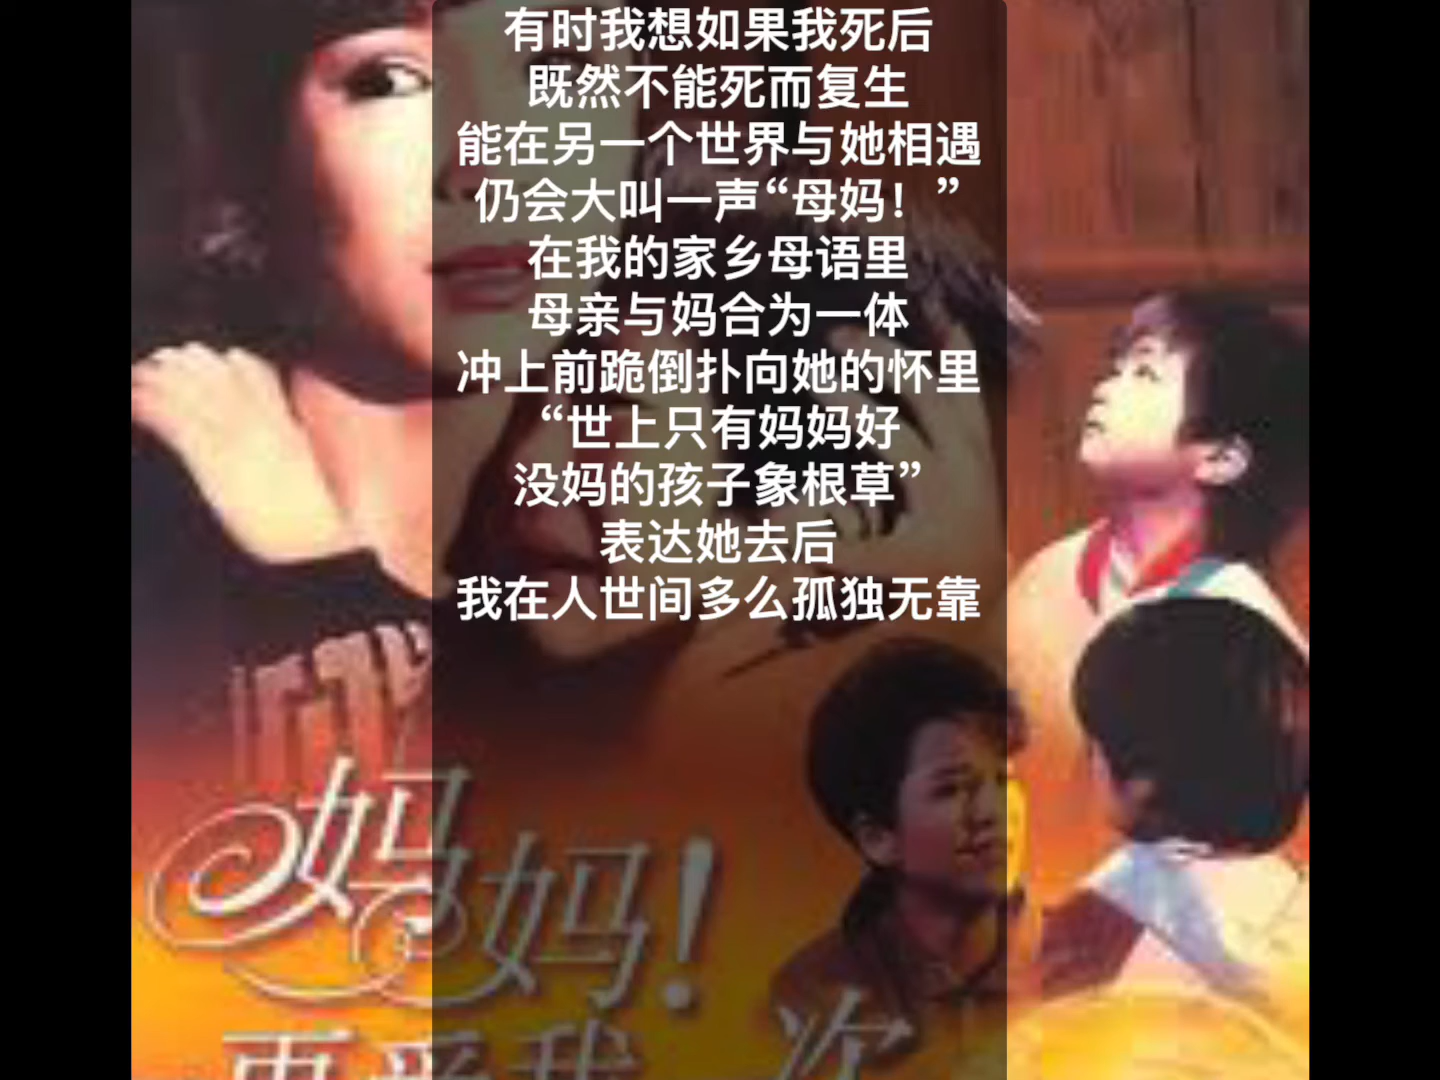 有时我想如果我死后
既然不能死而复生
能在另一个世界与她相遇
仍会大叫一声“母妈！”
在我的家乡母语里
母亲与妈合为一体
冲上前跪倒扑向她的怀里
“世上只有妈妈好
没妈的孩子象根草”
表达她去后
我在人世间多么孤独无靠
妈妈！
再爱我一次